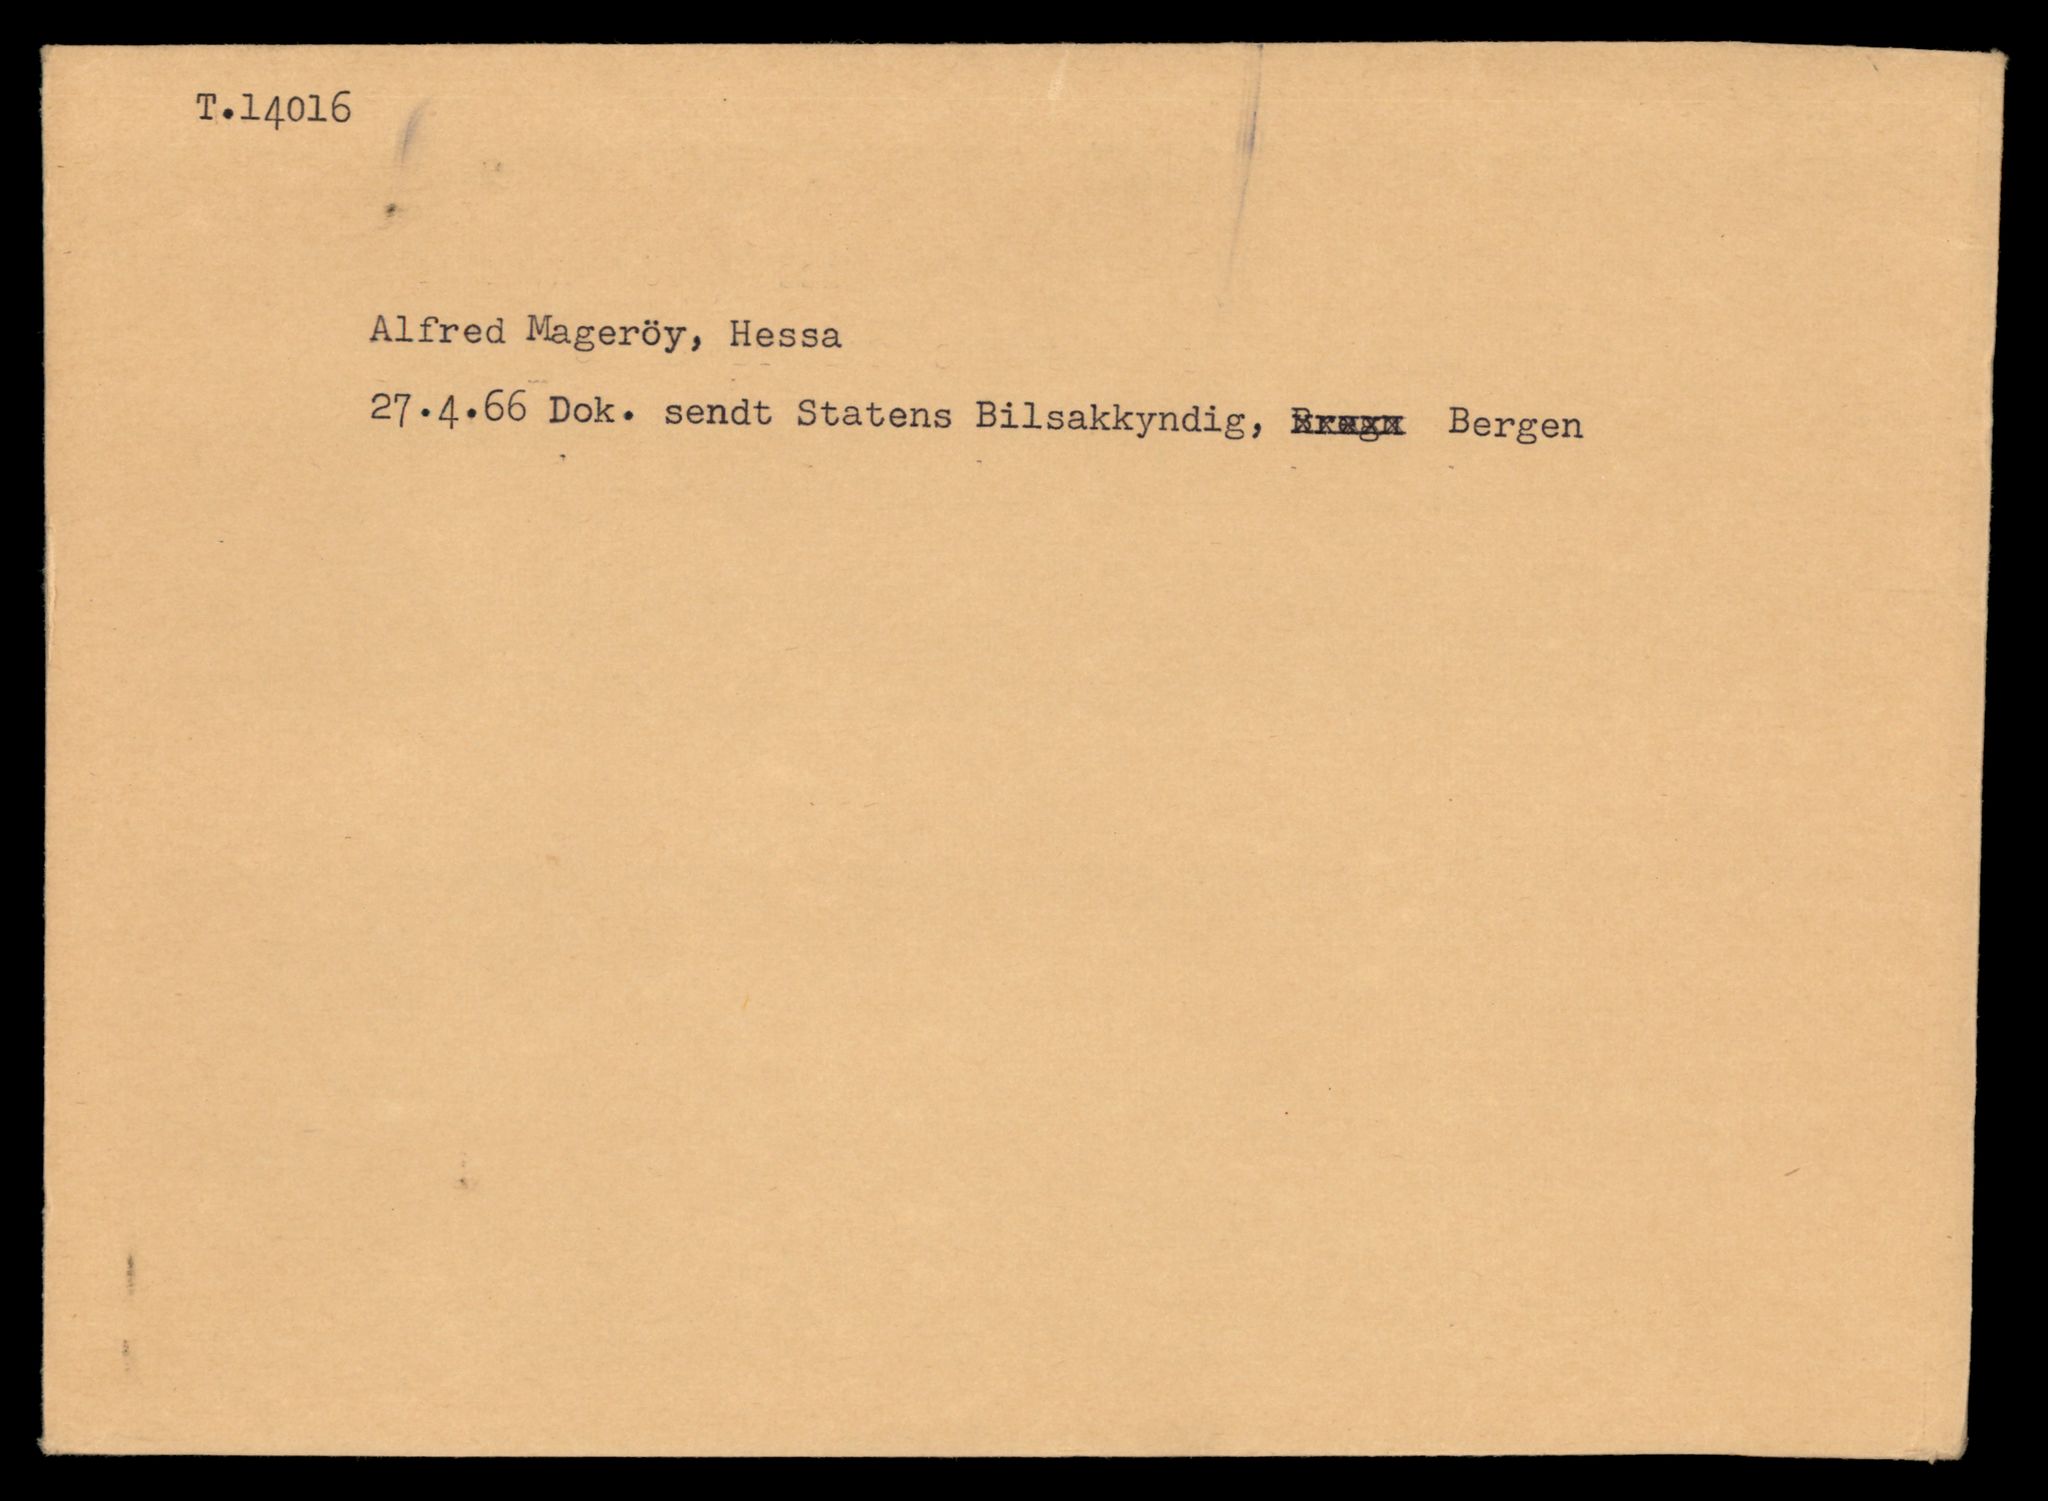 T.14016
Alfred Mageröy, Hessa
27.4.66 Dok. sendt Statens Bilsakkyndig, Bergen